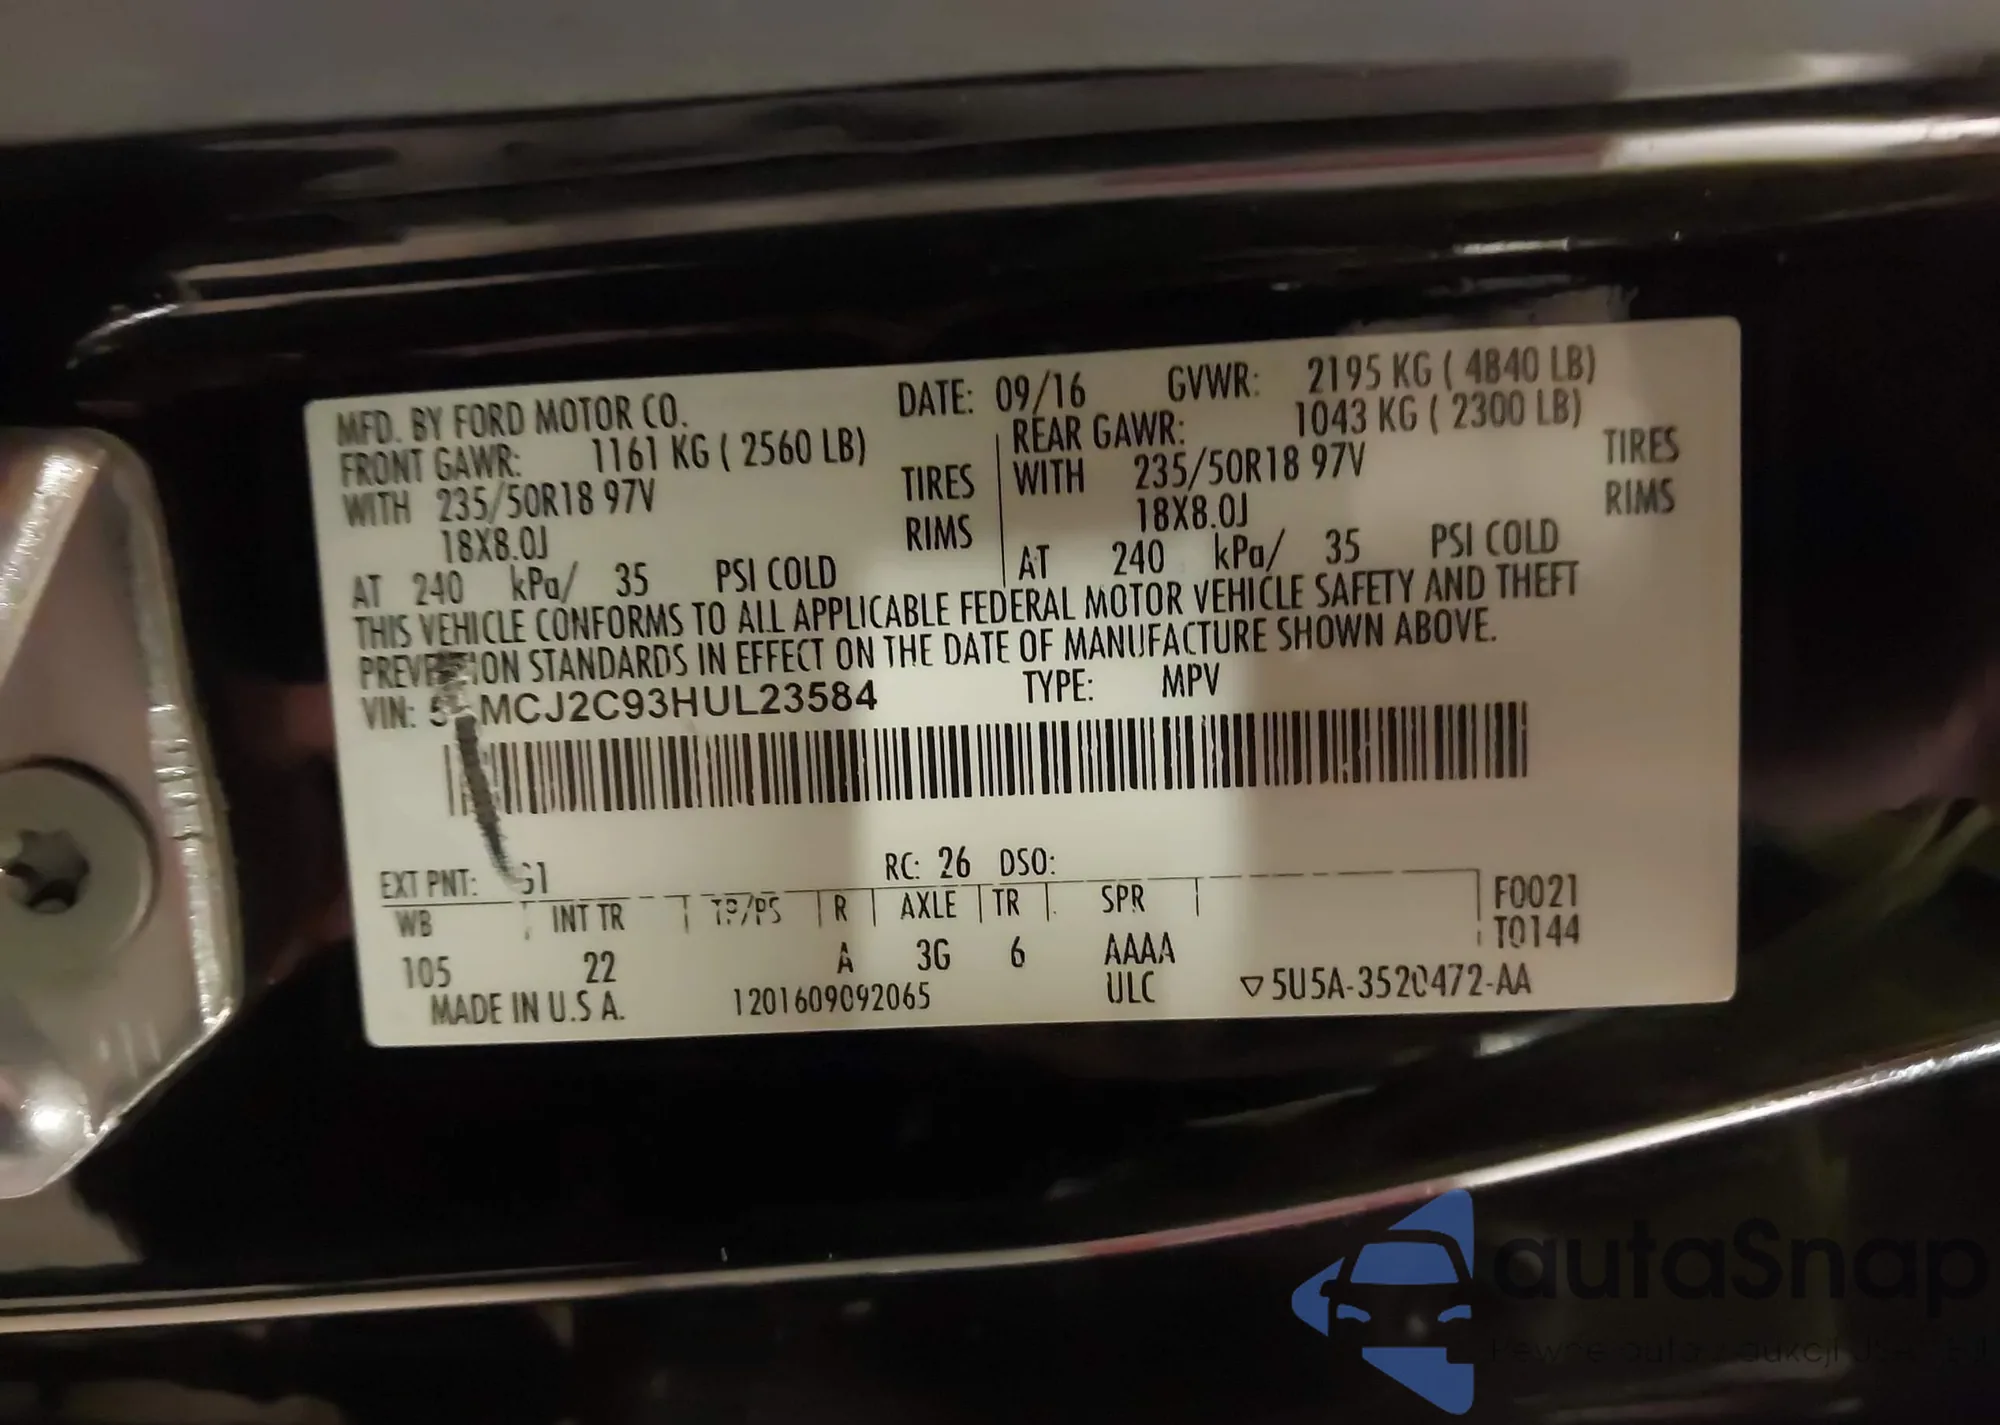 MFD. BY FORD MOTOR CO. DATE: 09/16 GVWR: 2195 KG ( 4840 LB)
FRONT GAWR: 1161 KG ( 2560 LB) REAR GAWR: 1043 KG ( 2300 LB)
WITH 235/50R18 97V TIRES WITH 235/50R18 97V TIRES
18X8.0J RIMS 18X8.0J RIMS
AT 240 kPa/ 35 PSI COLD AT 240 kPa/ 35 PSI COLD
THIS VEHICLE CONFORMS TO ALL APPLICABLE FEDERAL MOTOR VEHICLE SAFETY AND THEFT
PREVENTION STANDARDS IN EFFECT ON THE DATE OF MANUFACTURE SHOWN ABOVE.
VIN: MCJ2C93HUL23584 TYPE: MPV
EXT PNT: G1 RC: 26 DSO:
WB INT TR TP/PS R AXLE TR SPR F0021
T0144
105 22 A 3G 6 AAAA
MADE IN U.S A. 1201609092065 ULC ▽5U5A-3520472-AA
autaSnap